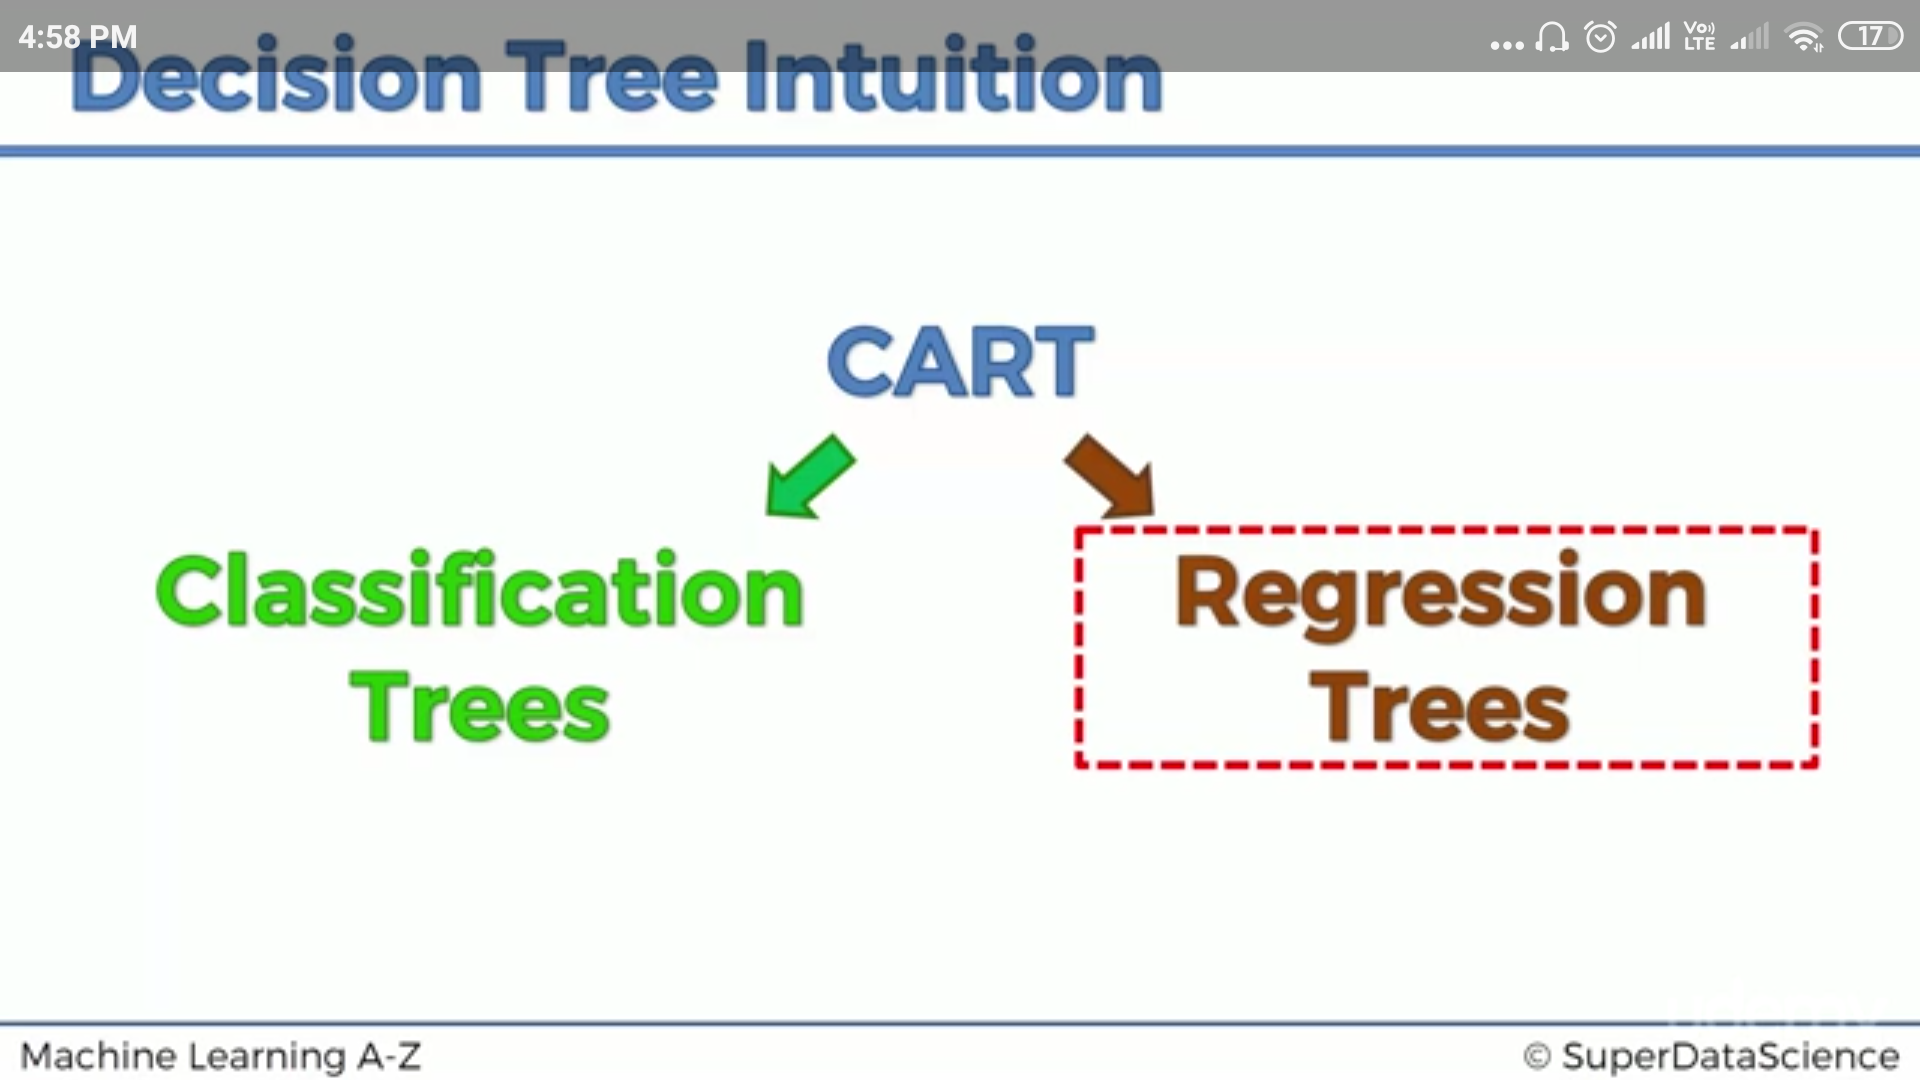 4:58 PM
Vo) LTE
17
Decision Tree Intuition
CART
Classification
Trees
Regression
Trees
Machine Learning A-Z
© SuperDataScience